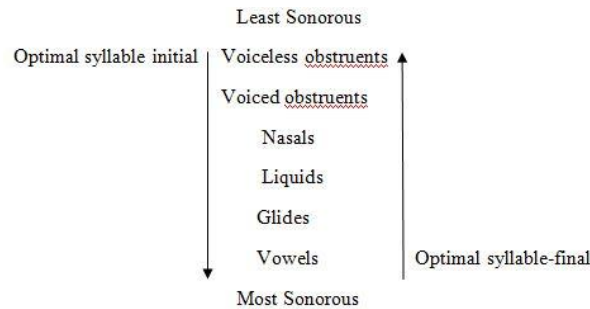 Least Sonorous
Optimal syllable initial Voiceless obstruents
Voiced obstruents
Nasals
Liquids
Glides
Vowels Optimal syllable-final
Most Sonorous